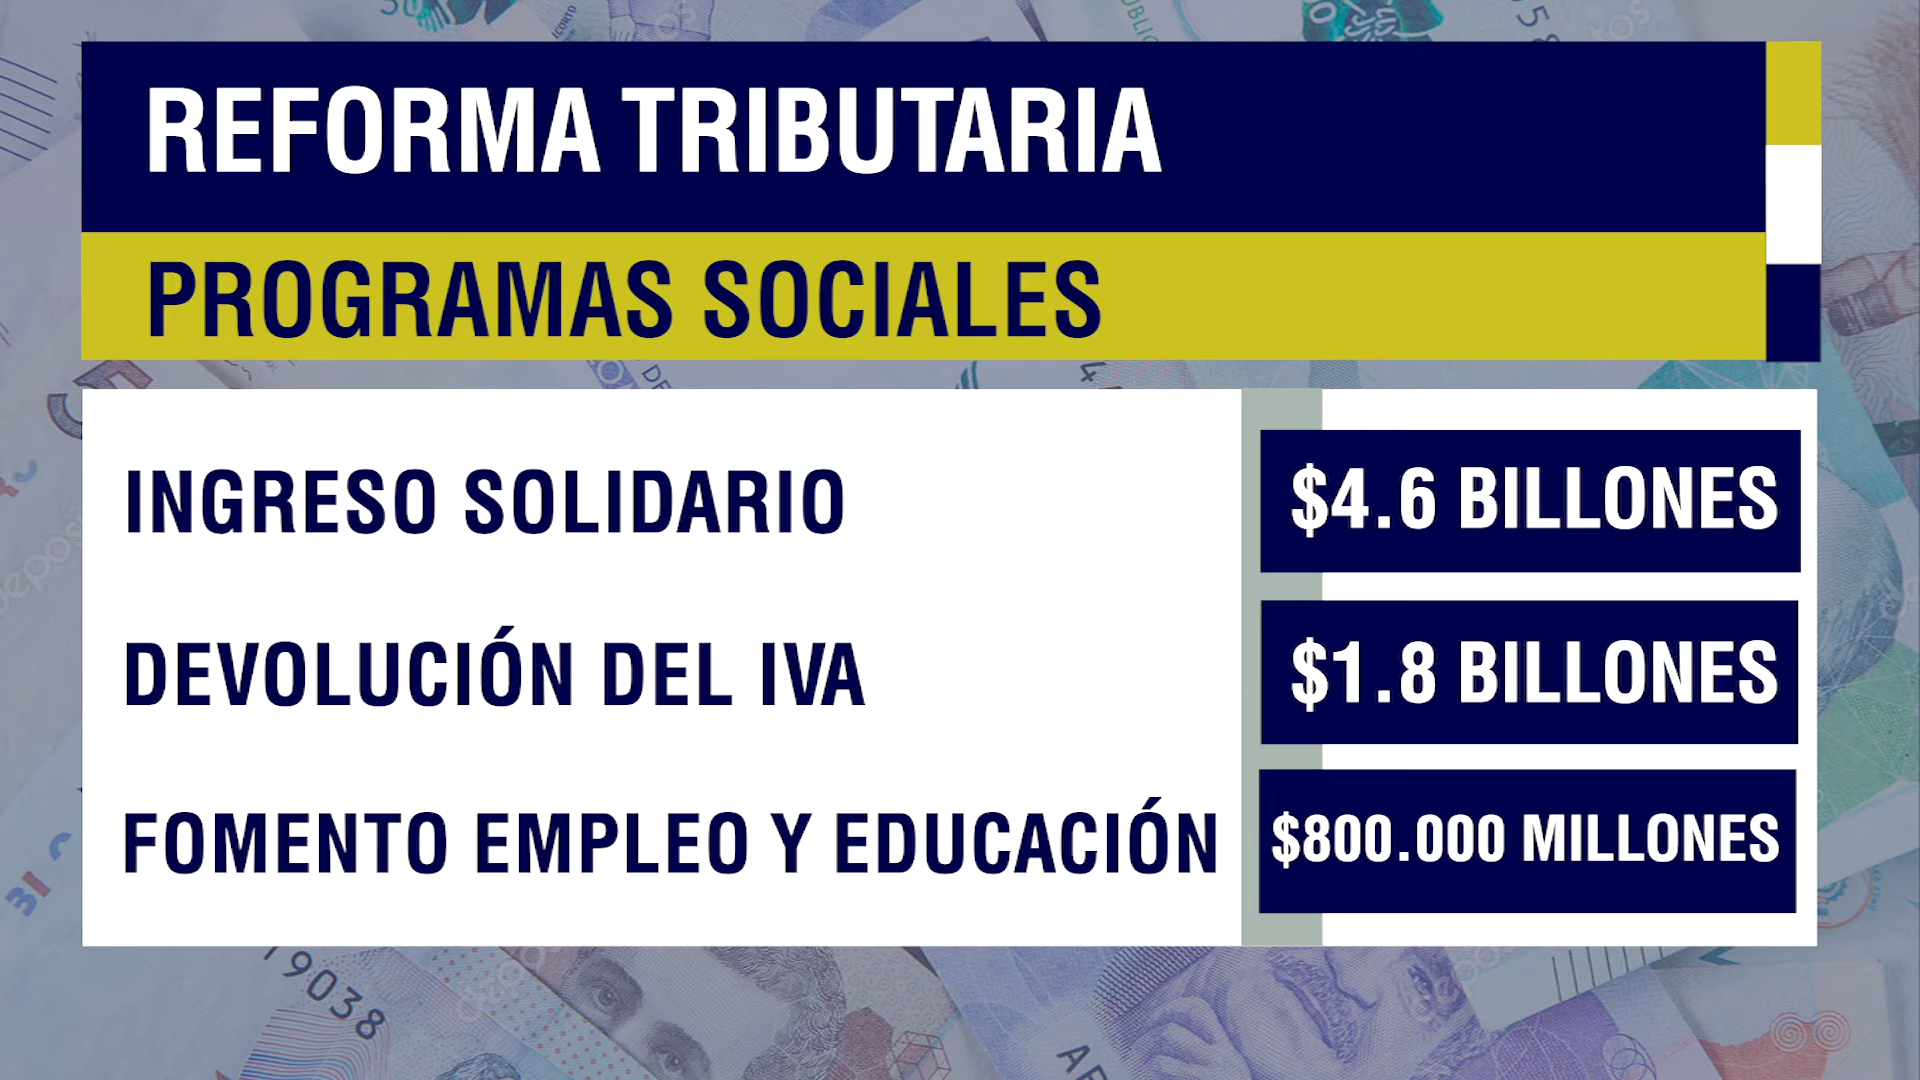 REFORMA TRIBUTARIA
PROGRAMAS SOCIALES
INGRESO SOLIDARIO $4.6 BILLONES
DEVOLUCIÓN DEL IVA $1.8 BILLONES
FOMENTO EMPLEO Y EDUCACIÓN $800.000 MILLONES
19038